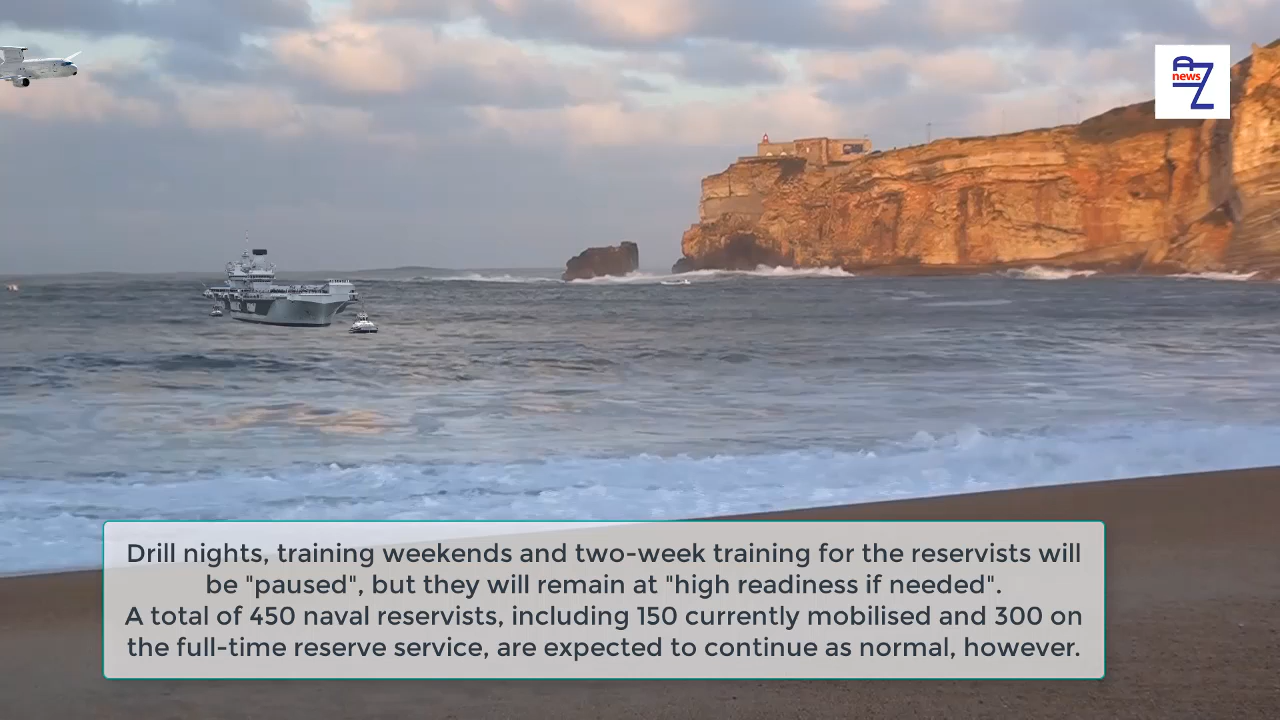 A
news
Z
Drill nights, training weekends and two-week training for the reservists will
be "paused", but they will remain at "high readiness if needed".
A total of 450 naval reservists, including 150 currently mobilised and 300 on
the full-time reserve service, are expected to continue as normal, however.